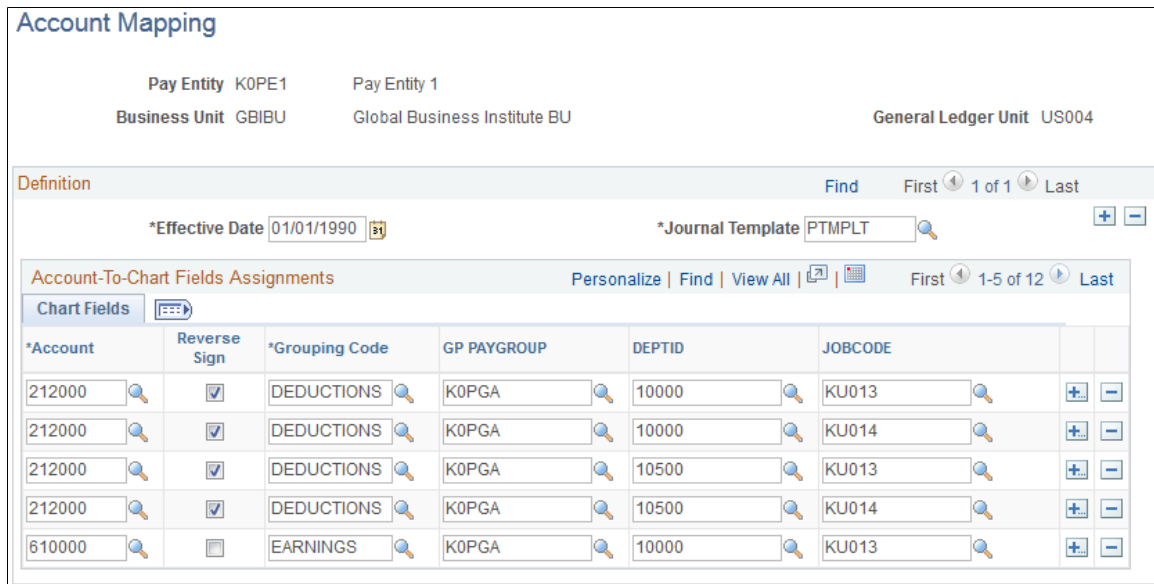 Account Mapping
Pay Entity K0PE1 Pay Entity 1
Business Unit GBIBU Global Business Institute BU General Ledger Unit US004
Definition Find First 1 of 1 Last
*Effective Date 01/01/1990 31 *Journal Template PTMPLT
Account-To-Chart Fields Assignments Personalize | Find | View All | | First 1-5 of 12 Last
Chart Fields
*Account Reverse Sign *Grouping Code GP PAYGROUP DEPTID JOBCODE
212000 DEDUCTIONS K0PGA 10000 KU013
212000 DEDUCTIONS K0PGA 10000 KU014
212000 DEDUCTIONS K0PGA 10500 KU013
212000 DEDUCTIONS K0PGA 10500 KU014
610000 EARNINGS K0PGA 10000 KU013